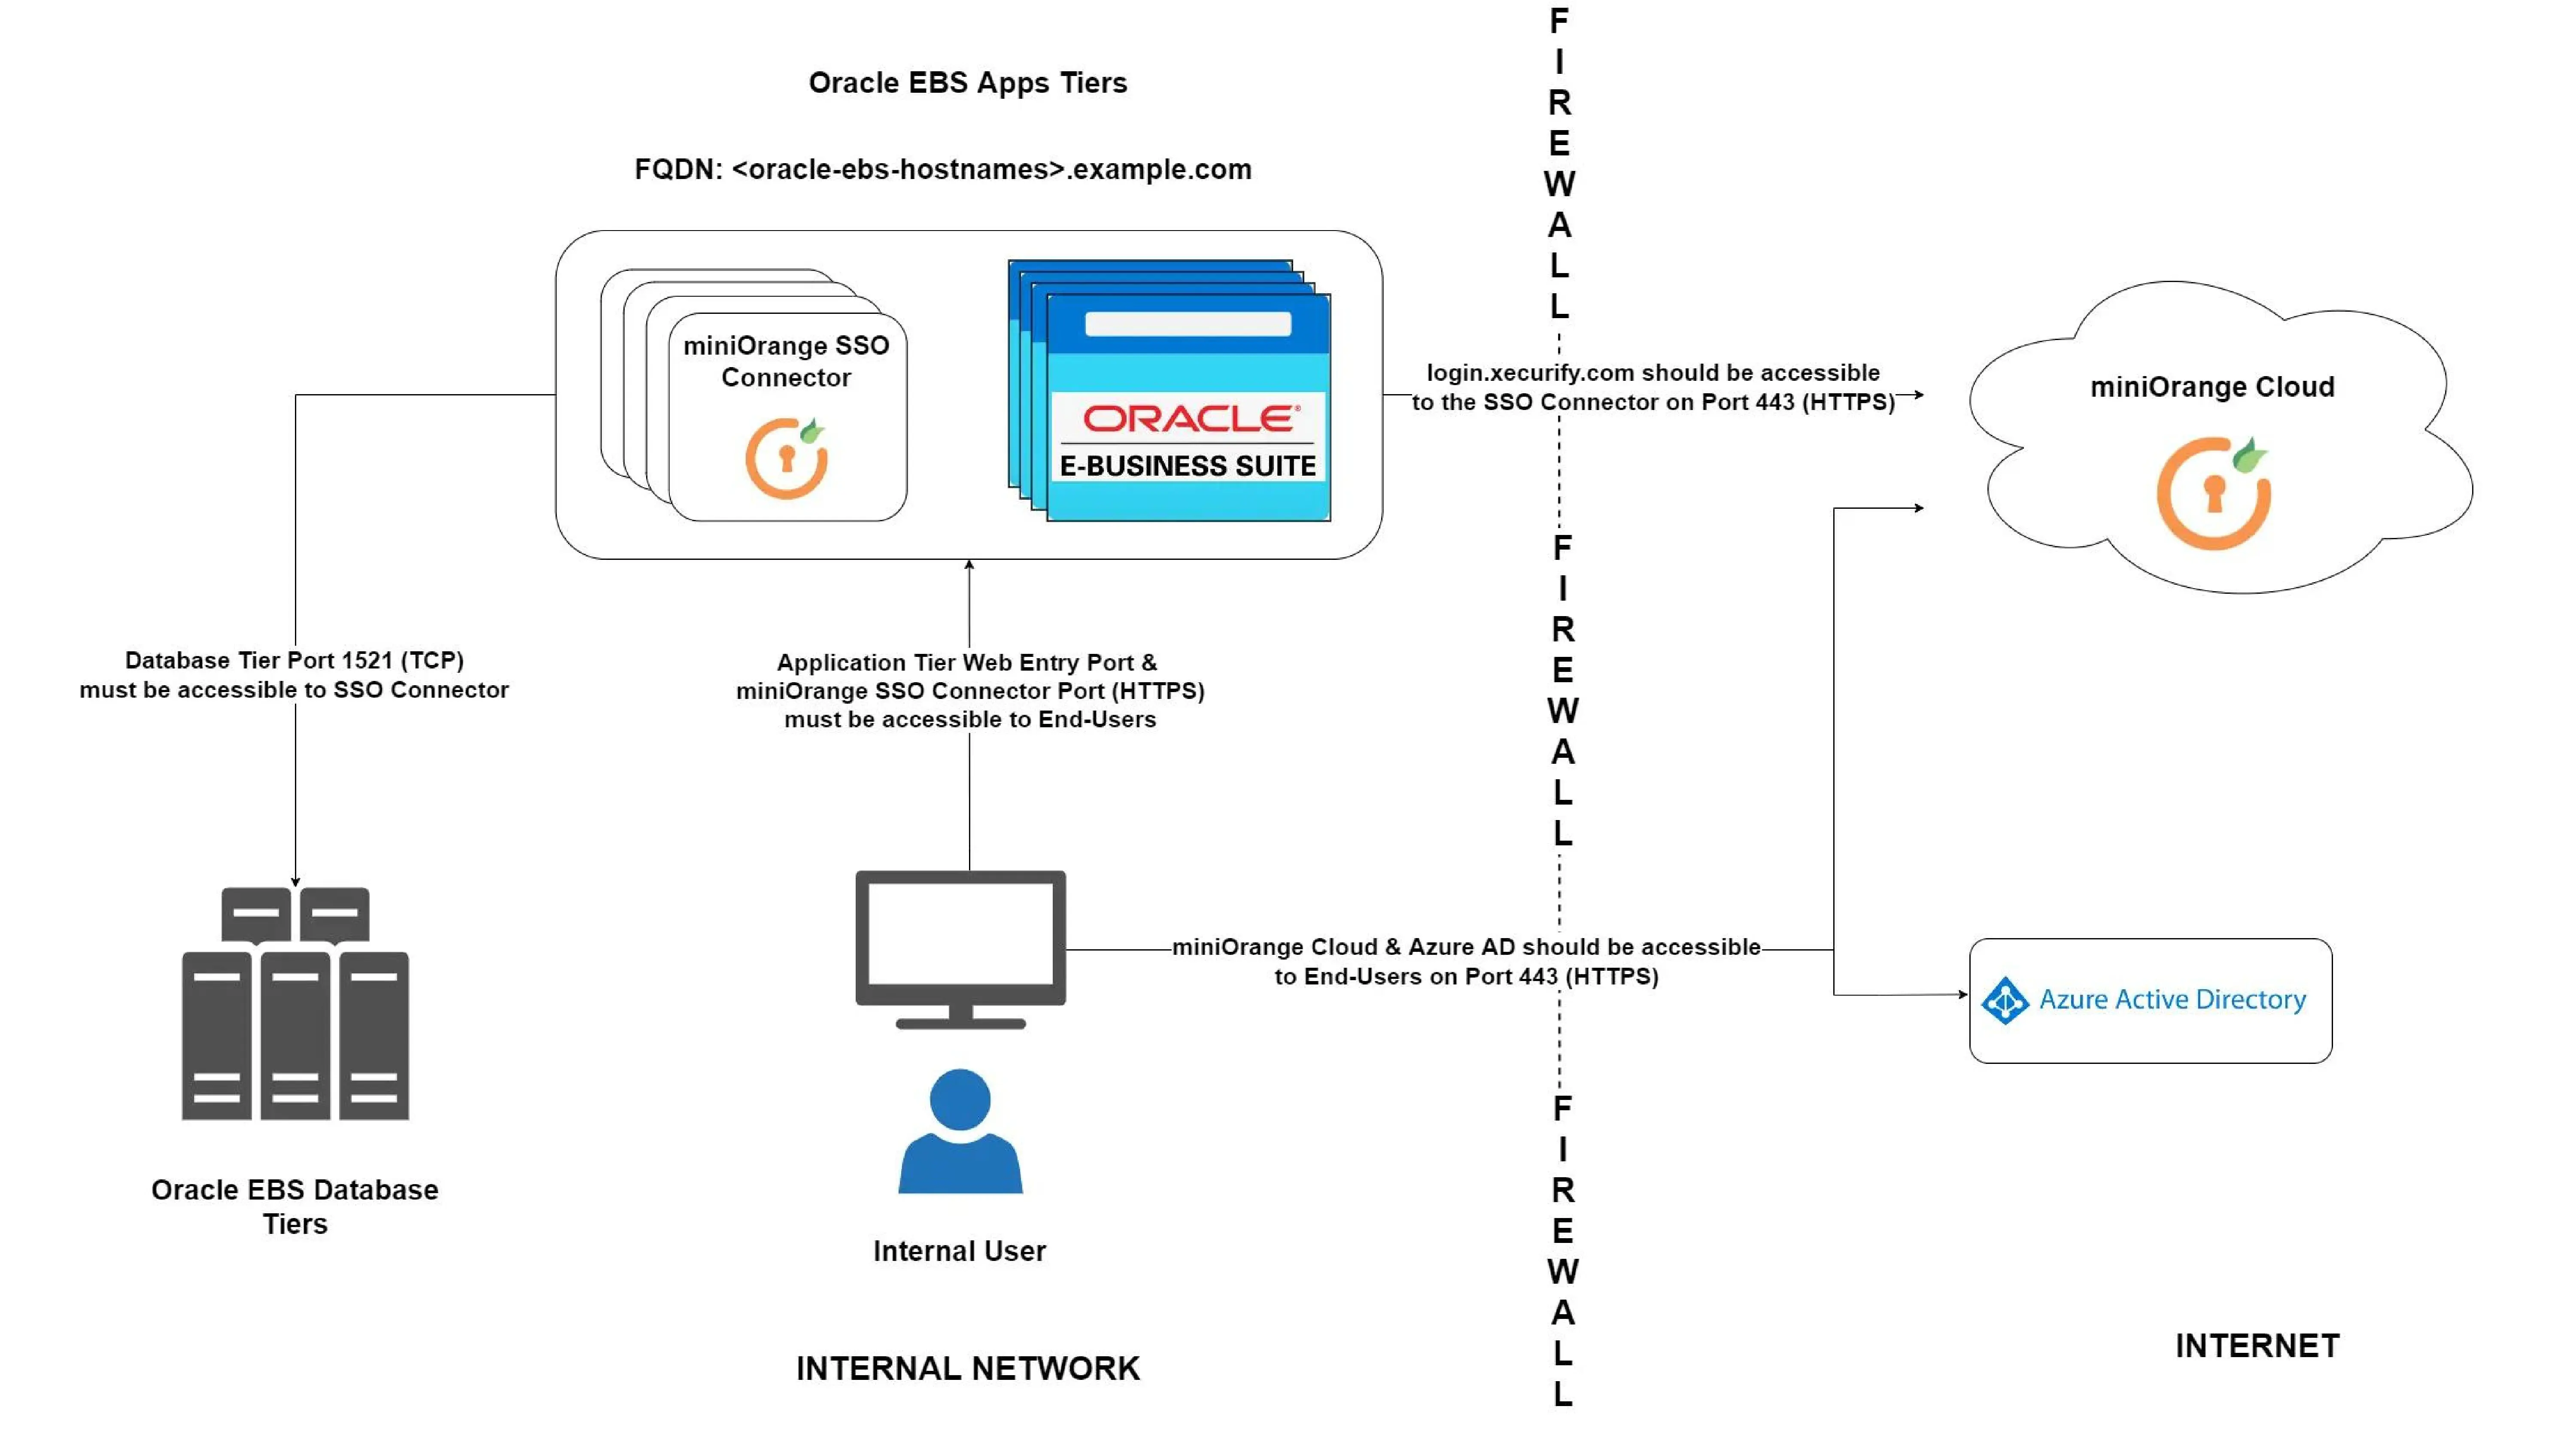 Oracle EBS Apps Tiers
FQDN: <oracle-ebs-hostnames>.example.com
FIREWALL
miniOrange SSO
Connector
ORACLE®
E-BUSINESS SUITE
login.xecurify.com should be accessible
to the SSO Connector on Port 443 (HTTPS)
miniOrange Cloud
FIREWALL
Database Tier Port 1521 (TCP)
must be accessible to SSO Connector
Application Tier Web Entry Port &
miniOrange SSO Connector Port (HTTPS)
must be accessible to End-Users
miniOrange Cloud & Azure AD should be accessible
to End-Users on Port 443 (HTTPS)
Azure Active Directory
FIREWALL
Oracle EBS Database
Tiers
Internal User
INTERNAL NETWORK
INTERNET